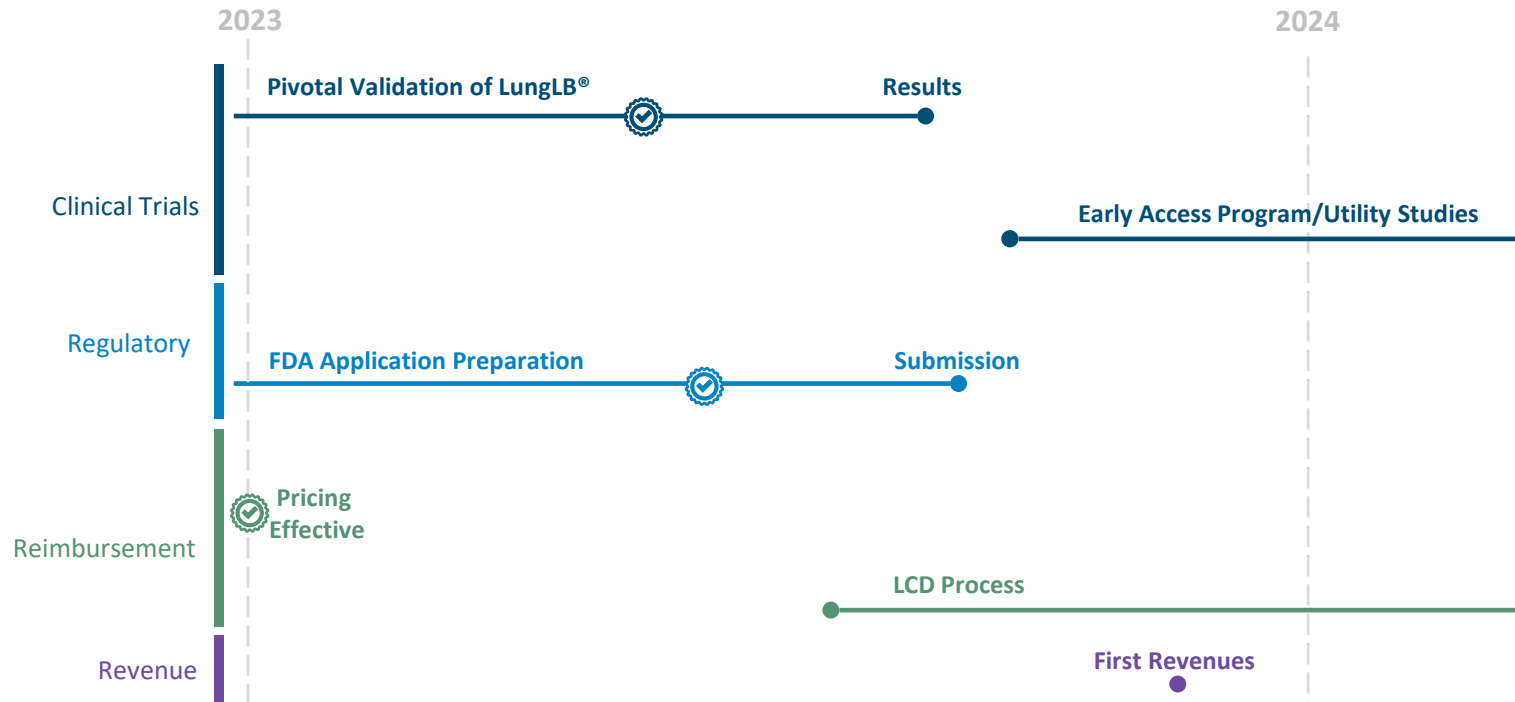 2023
2024
Pivotal Validation of LungLB®
Results
Clinical Trials
Early Access Program/Utility Studies
Regulatory
FDA Application Preparation
Submission
Pricing
Effective
Reimbursement
LCD Process
Revenue
First Revenues